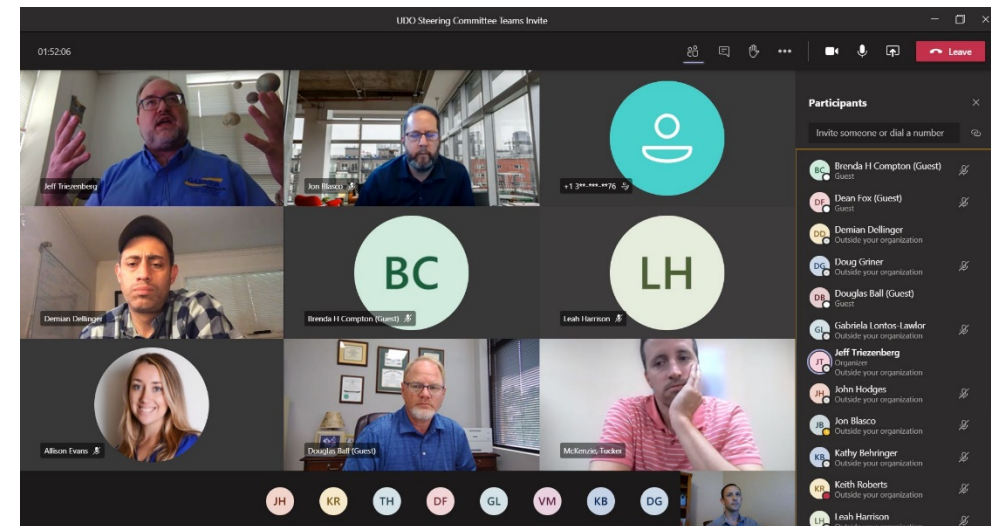 UDO Steering Committee Teams Invite
01:52:06
Leave
Jeff Triezenberg
Jon Blasco
+1 3**-***-**76
Demian Dellinger
BC
Brenda H Compton (Guest)
LH
Leah Harrison
Allison Evans
Douglas Ball (Guest)
McKenzie, Tucker
JH
KR
TH
DF
GL
VM
KB
DG
Participants
Invite someone or dial a number
BC
Brenda H Compton (Guest)
Guest
DF
Dean Fox (Guest)
Guest
DD
Demian Dellinger
Outside your organization
DG
Doug Griner
Outside your organization
DB
Douglas Ball (Guest)
Guest
GL
Gabriela Lontos-Lawlor
Outside your organization
JT
Jeff Triezenberg
Organizer
Outside your organization
JH
John Hodges
Outside your organization
JB
Jon Blasco
Outside your organization
KB
Kathy Behringer
Outside your organization
KR
Keith Roberts
Outside your organization
LH
Leah Harrison